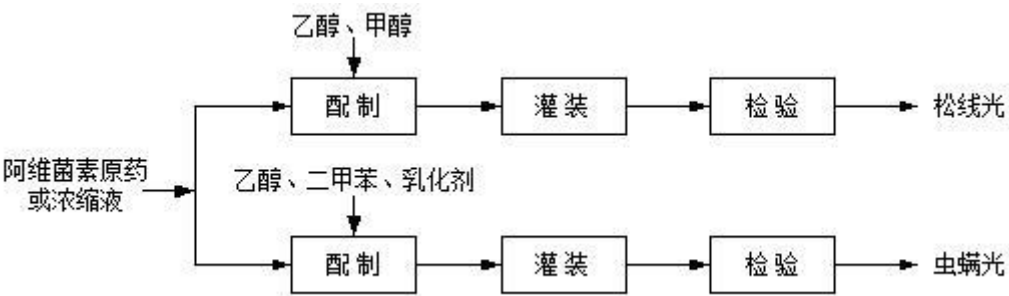 乙醇、甲醇
配制
灌装
检验
松线光
阿维菌素原药
或浓缩液
乙醇、二甲苯、乳化剂
配制
灌装
检验
虫螨光